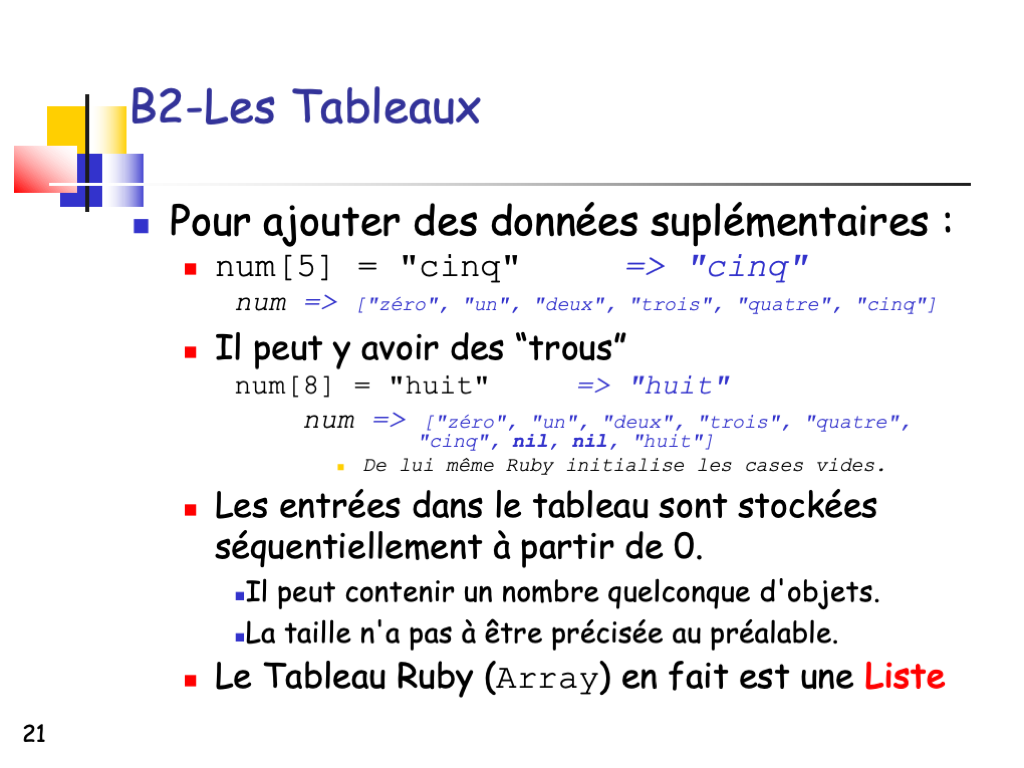 B2-Les Tableaux
Pour ajouter des données suplémentaires :
num[5] = "cinq" => "cinq"
num => ["zéro", "un", "deux", "trois", "quatre", "cinq"]
Il peut y avoir des “trous”
num[8] = "huit" => "huit"
num => ["zéro", "un", "deux", "trois", "quatre",
"cinq", nil, nil, "huit"]
De lui même Ruby initialise les cases vides.
Les entrées dans le tableau sont stockées
séquentiellement à partir de 0.
Il peut contenir un nombre quelconque d'objets.
La taille n'a pas à être précisée au préalable.
Le Tableau Ruby (Array) en fait est une Liste
21